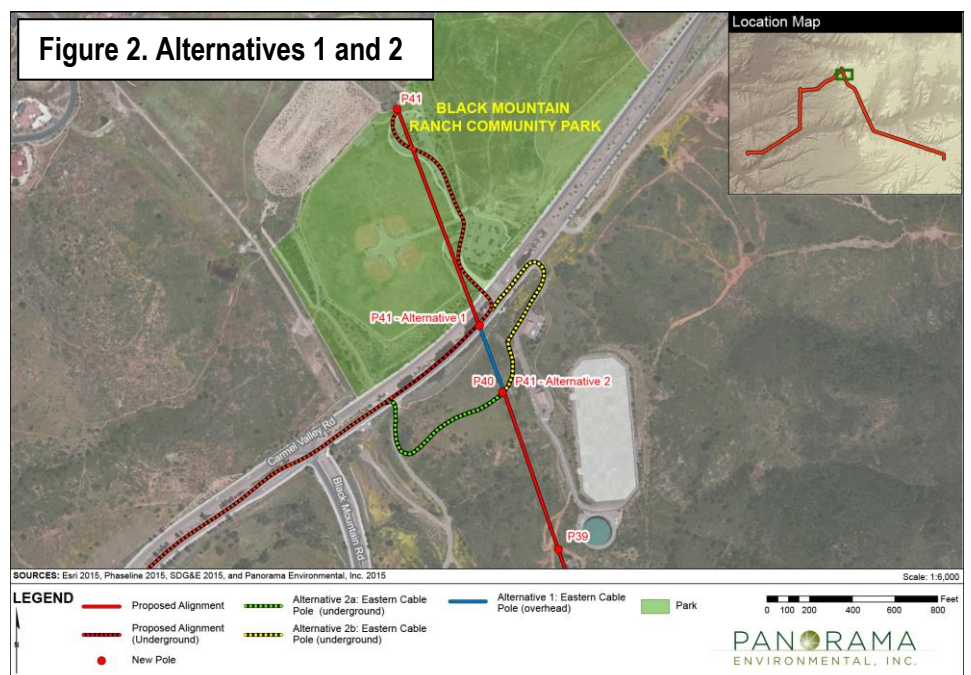 Figure 2. Alternatives 1 and 2
Location Map
P41
BLACK MOUNTAIN
RANCH COMMUNITY PARK
P41 - Alternative 1
P40
P41 - Alternative 2
Carmel Valley Rd
Black Mountain Rd
P39
SOURCES: Esri 2015, Phaseline 2015, SDG&E 2015, and Panorama Environmental, Inc. 2015
Scale: 1:6,000
LEGEND
N
Proposed Alignment
Proposed Alignment
(Underground)
New Pole
Alternative 2a: Eastern Cable
Pole (underground)
Alternative 2b: Eastern Cable
Pole (underground)
Alternative 1: Eastern Cable
Pole (overhead)
Park
Feet
0 100 200 400 600 800
PANORAMA
ENVIRONMENTAL, INC.